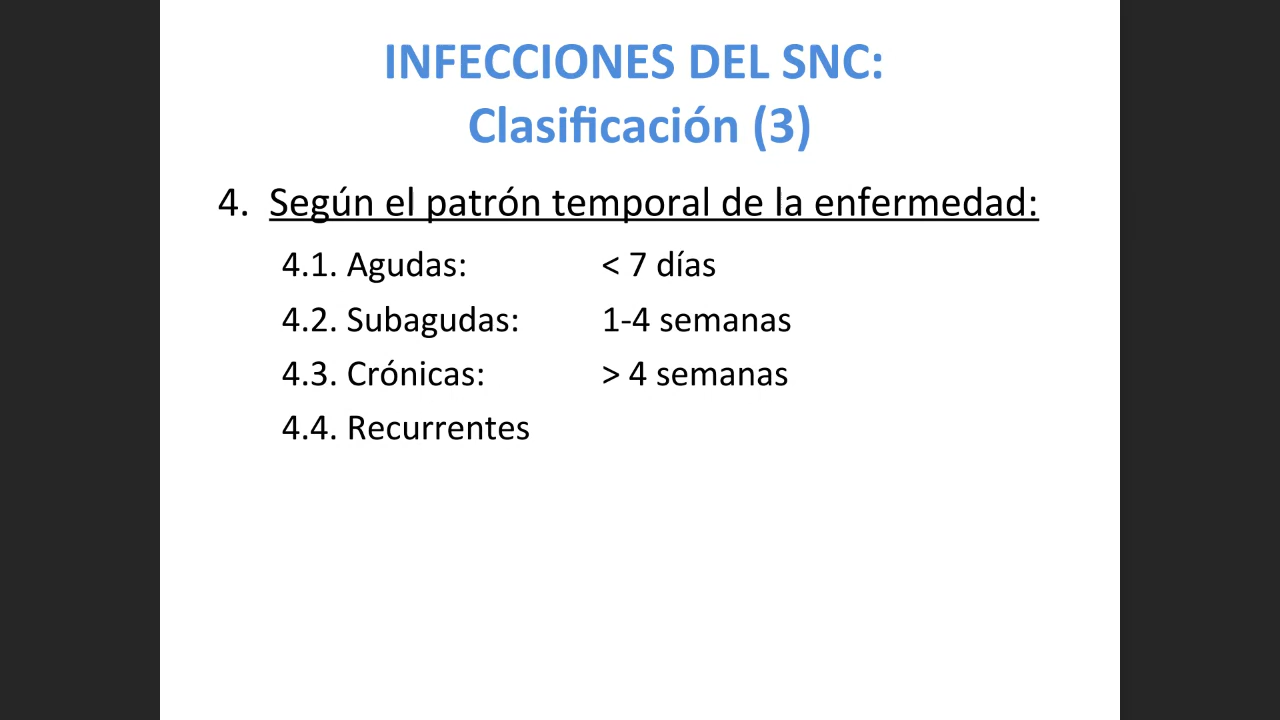 INFECCIONES DEL SNC:
Clasificación (3)
4. Según el patrón temporal de la enfermedad:
4.1. Agudas: < 7 días
4.2. Subagudas: 1-4 semanas
4.3. Crónicas: > 4 semanas
4.4. Recurrentes